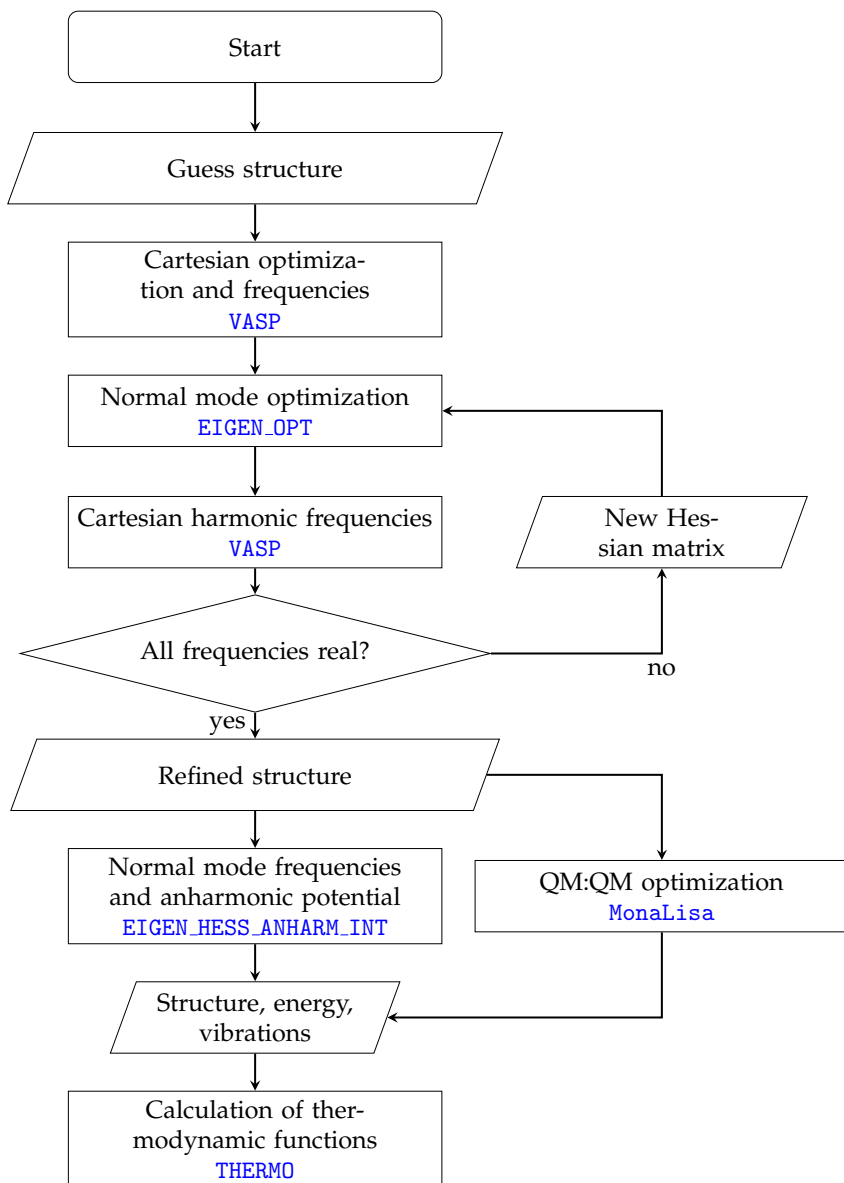 Start
Guess structure
Cartesian optimiza-
tion and frequencies
VASP
Normal mode optimization
EIGEN_OPT
Cartesian harmonic frequencies
VASP
New Hes-
sian matrix
All frequencies real?
no
yes
Refined structure
Normal mode frequencies
and anharmonic potential
EIGEN_HESS_ANHARM_INT
QM:QM optimization
MonaLisa
Structure, energy,
vibrations
Calculation of ther-
modynamic functions
THERMO